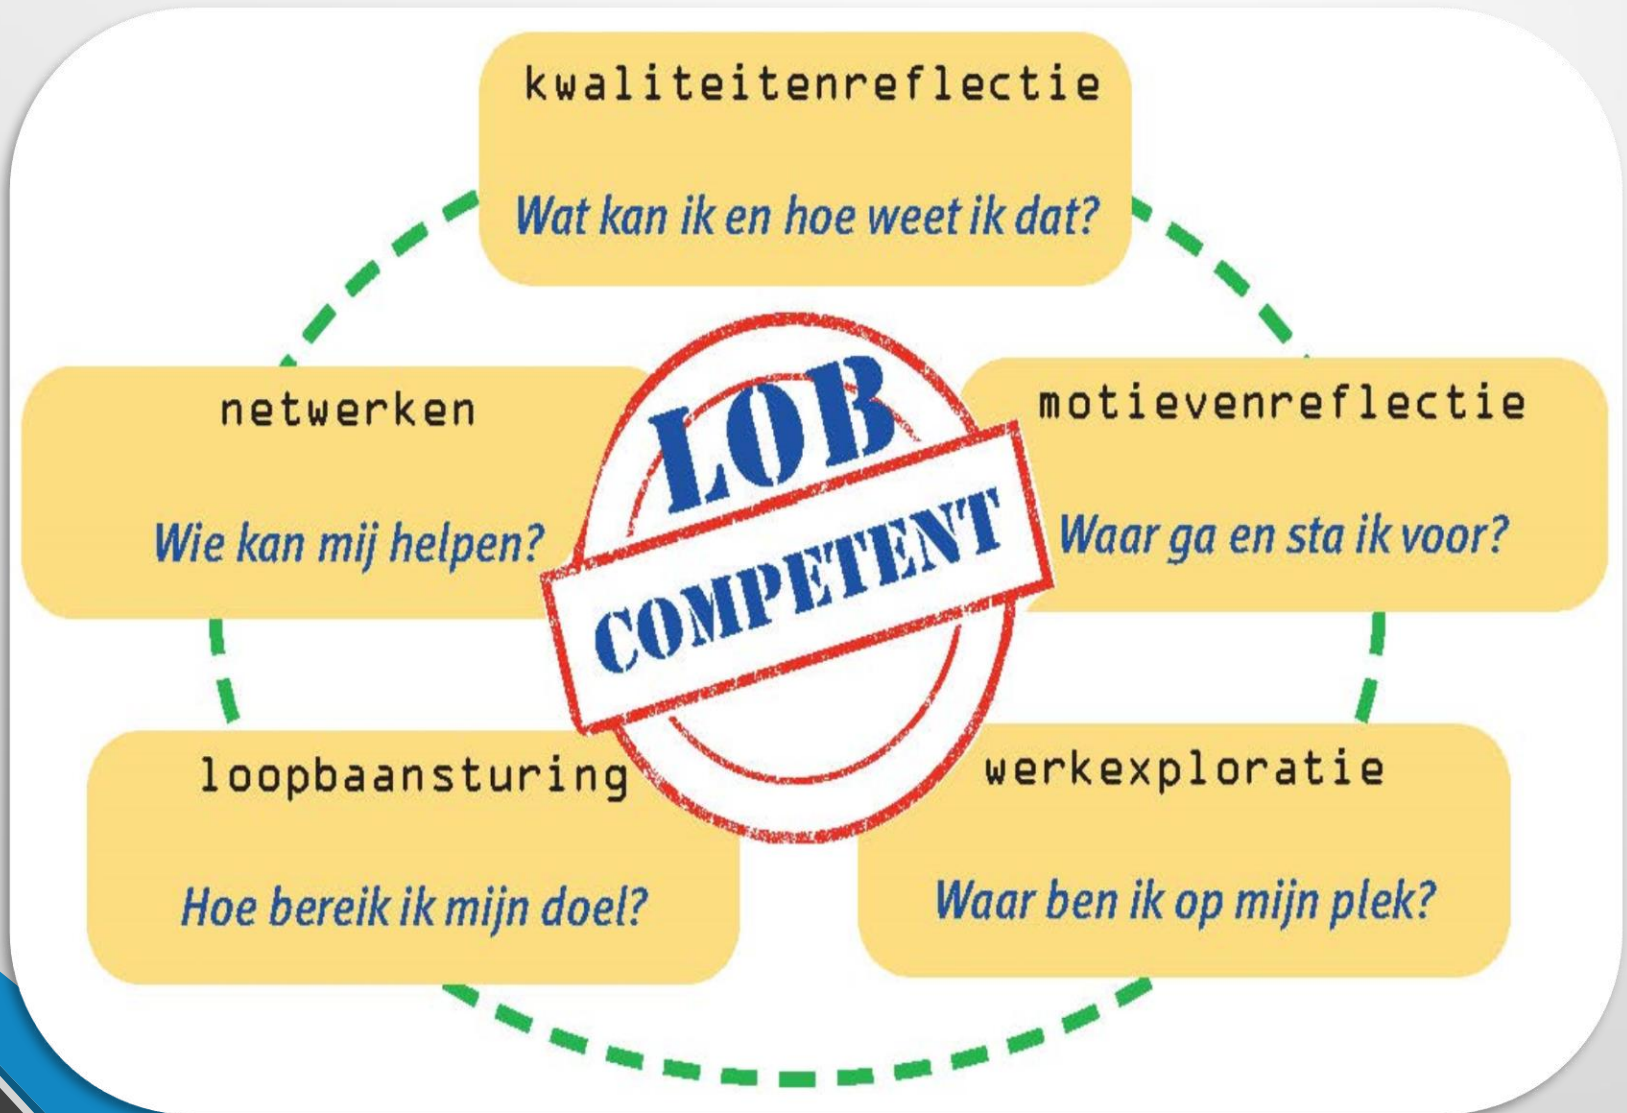 kwaliteitenreflectie
Wat kan ik en hoe weet ik dat?
netwerken
Wie kan mij helpen?
LOB
COMPETENT
motievenreflectie
Waar ga en sta ik voor?
loopbaansturing
Hoe bereik ik mijn doel?
werkexploratie
Waar ben ik op mijn plek?